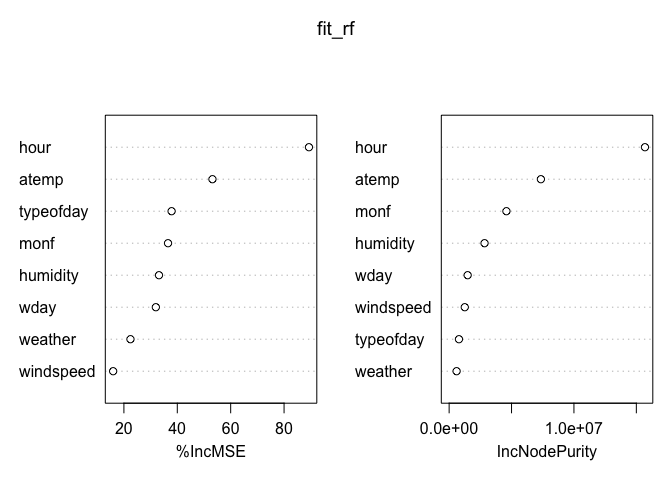 fit_rf
hour
atemp
typeofday
monf
humidity
wday
weather
windspeed
20 40 60 80
%IncMSE
hour
atemp
monf
humidity
wday
windspeed
typeofday
weather
0.0e+00 1.0e+07
IncNodePurity